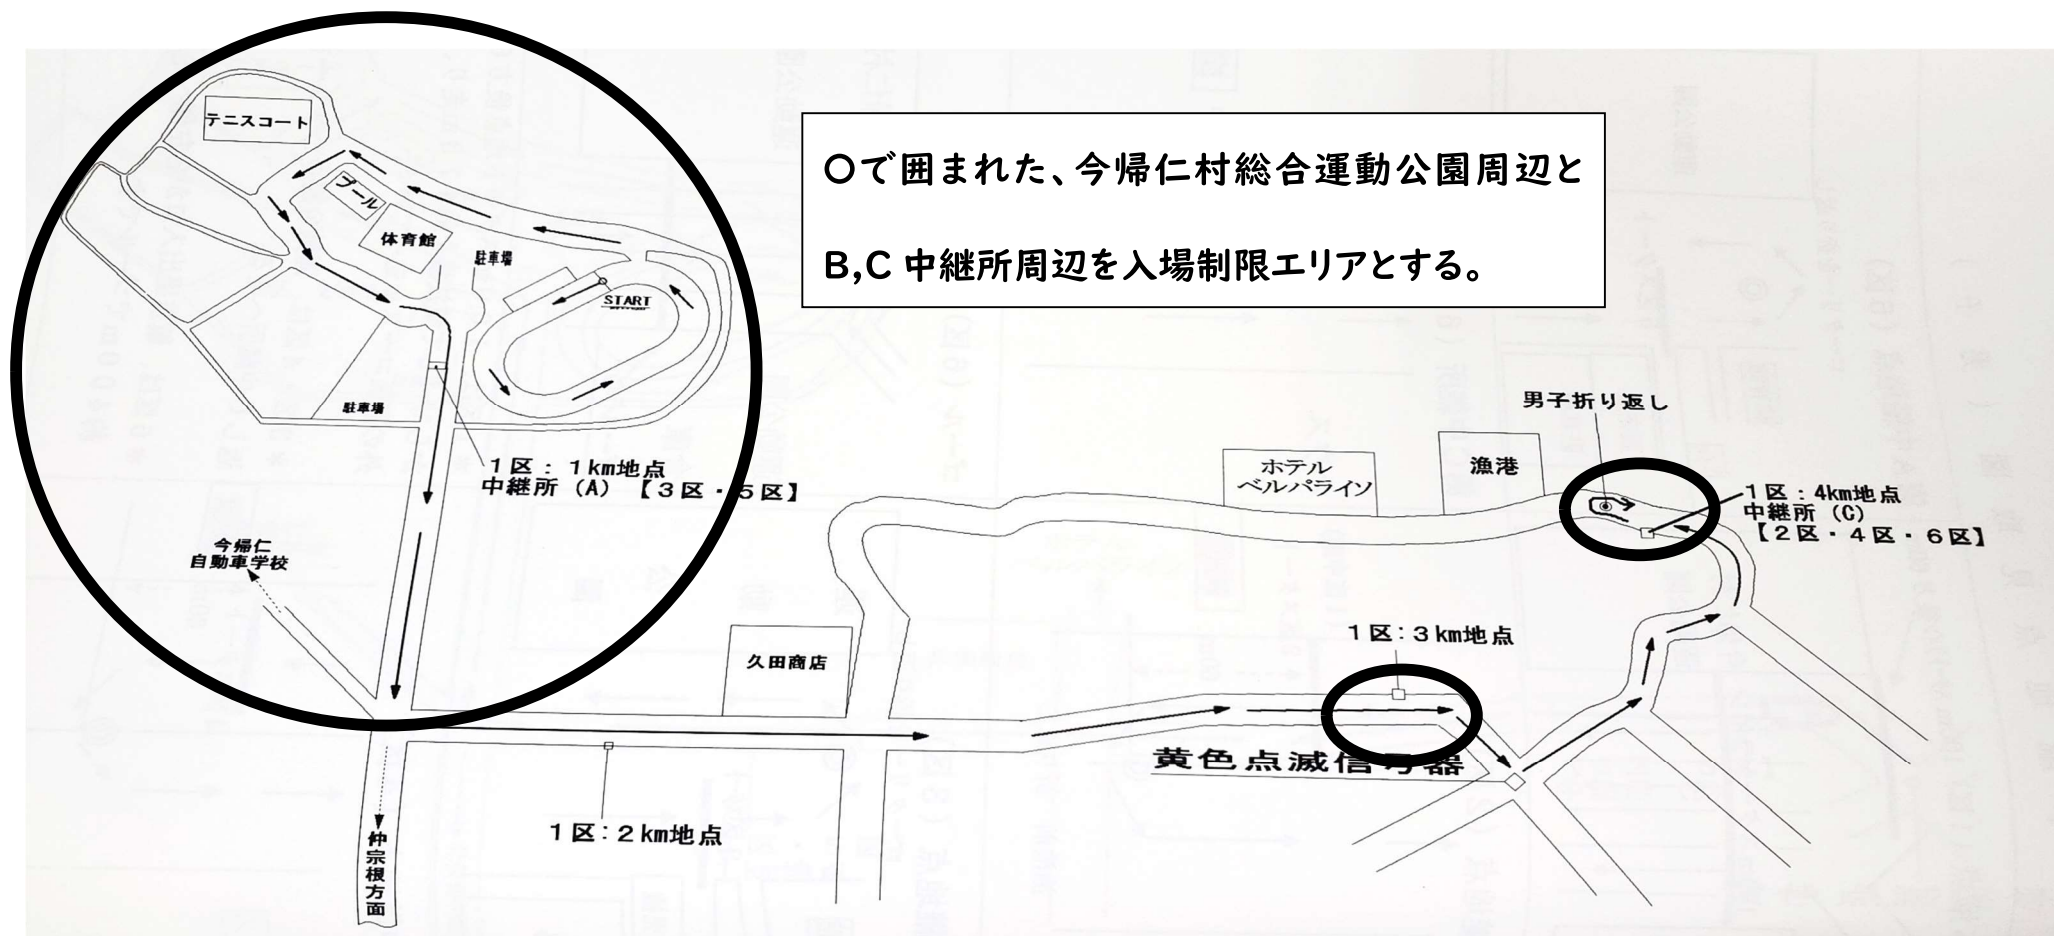 ○で囲まれた、今帰仁村総合運動公園周辺と
B,C中継所周辺を入場制限エリアとする。
テニスコート
プール
体育館
駐車場
START
駐車場
1区：1km地点
中継所（A）【3区・5区】
今帰仁
自動車学校
久田商店
1区：2km地点
仲宗根方面
ホテル
ベルパライソ
漁港
男子折り返し
1区：4km地点
中継所（C）
【2区・4区・6区】
1区：3km地点
黄色点滅信号器